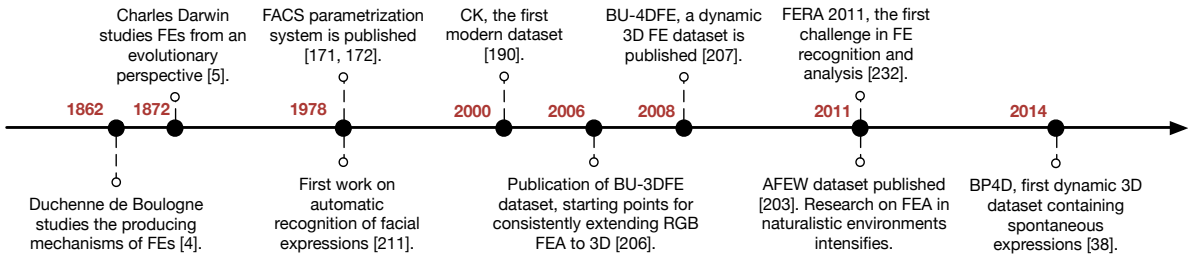 Charles Darwin
studies FEs from an
evolutionary
perspective [5].
FACS parametrization
system is published
[171, 172].
CK, the first
modern dataset
[190].
BU-4DFE, a dynamic
3D FE dataset is
published [207].
FERA 2011, the first
challenge in FE
recognition and
analysis [232].
1862
1872
1978
2000
2006
2008
2011
2014
Duchenne de Boulogne
studies the producing
mechanisms of FEs [4].
First work on
automatic
recognition of facial
expressions [211].
Publication of BU-3DFE
dataset, starting points for
consistently extending RGB
FEA to 3D [206].
AFEW dataset published
[203]. Research on FEA in
naturalistic environments
intensifies.
BP4D, first dynamic 3D
dataset containing
spontaneous
expressions [38].